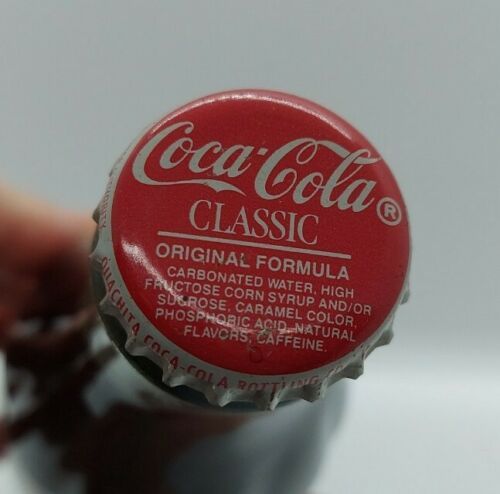 Coca-Cola®
CLASSIC
ORIGINAL FORMULA
CARBONATED WATER, HIGH
FRUCTOSE CORN SYRUP AND/OR
SUCROSE, CARAMEL COLOR,
PHOSPHORIC ACID, NATURAL
FLAVORS, CAFFEINE.
OUACHITA COCA-COLA BOTTLING